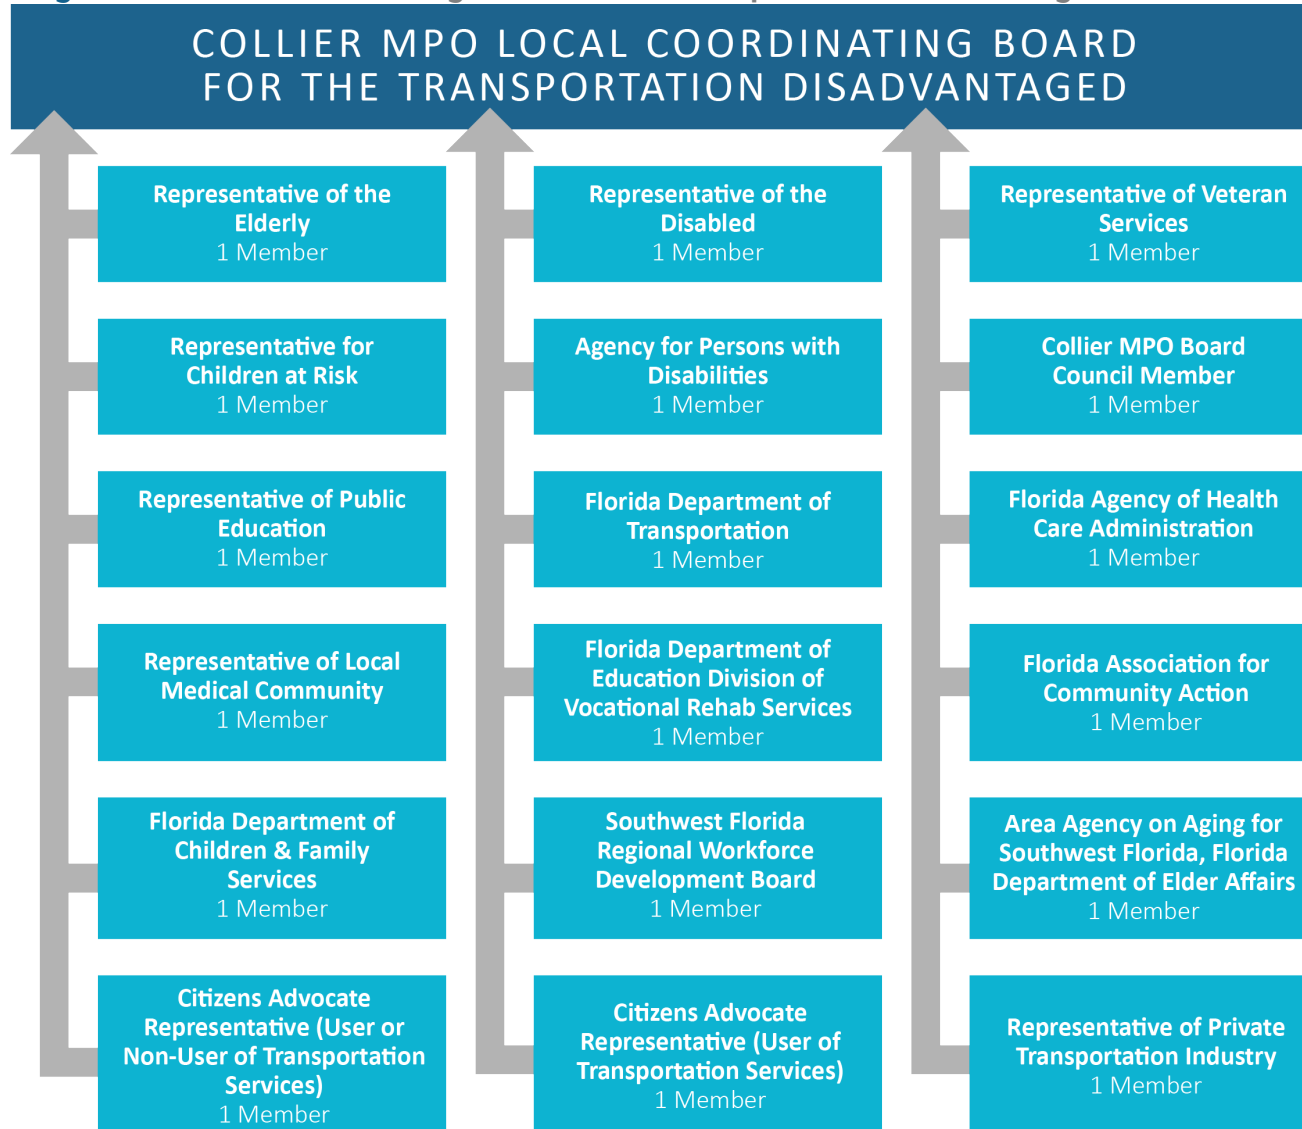 COLLIER MPO LOCAL COORDINATING BOARD
FOR THE TRANSPORTATION DISADVANTAGED
Representative of the
Elderly
1 Member
Representative of the
Disabled
1 Member
Representative of Veteran
Services
1 Member
Representative for
Children at Risk
1 Member
Agency for Persons with
Disabilities
1 Member
Collier MPO Board
Council Member
1 Member
Representative of Public
Education
1 Member
Florida Department of
Transportation
1 Member
Florida Agency of Health
Care Administration
1 Member
Representative of Local
Medical Community
1 Member
Florida Department of
Education Division of
Vocational Rehab Services
1 Member
Florida Association for
Community Action
1 Member
Florida Department of
Children & Family
Services
1 Member
Southwest Florida
Regional Workforce
Development Board
1 Member
Area Agency on Aging for
Southwest Florida, Florida
Department of Elder Affairs
1 Member
Citizens Advocate
Representative (User or
Non-User of Transportation
Services)
1 Member
Citizens Advocate
Representative (User of
Transportation Services)
1 Member
Representative of Private
Transportation Industry
1 Member